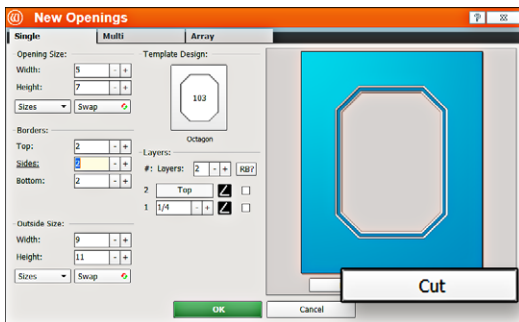 New Openings
Single Multi Array
Opening Size:
Width: 5 - +
Height: 7 - +
Sizes Swap
Template Design:
103
Octagon
Borders:
Top: 2 - +
Sides: 2 - +
Bottom: 2 - +
Layers:
#: Layers: 2 - + RB?
2 Top
1 1/4 - +
Outside Size:
Width: 9 - +
Height: 11 - +
Sizes Swap
Cut
OK Cancel